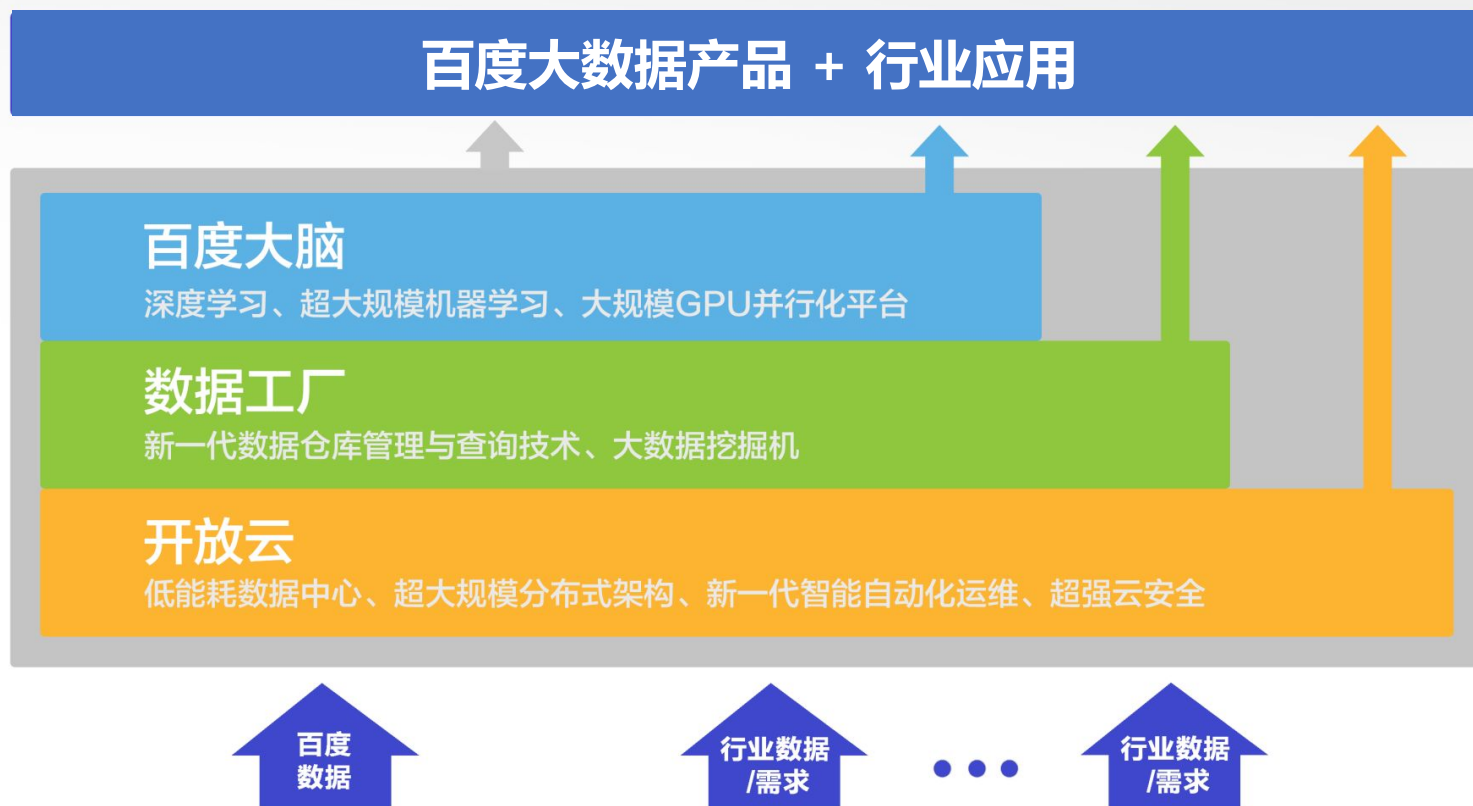 百度大数据产品 + 行业应用
百度大脑
深度学习、超大规模机器学习、大规模GPU并行化平台
数据工厂
新一代数据仓库管理与查询技术、大数据挖掘机
开放云
低能耗数据中心、超大规模分布式架构、新一代智能自动化运维、超强云安全
百度
数据
行业数据
/需求
行业数据
/需求